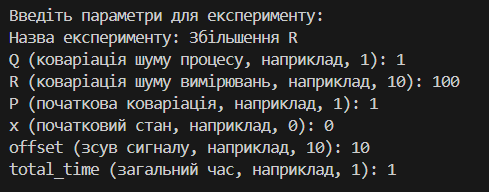 Введіть параметри для експерименту:
Назва експерименту: Збільшення R
Q (коваріація шуму процесу, наприклад, 1): 1
R (коваріація шуму вимірювань, наприклад, 10): 100
P (початкова коваріація, наприклад, 1): 1
x (початковий стан, наприклад, 0): 0
offset (зсув сигналу, наприклад, 10): 10
total_time (загальний час, наприклад, 1): 1